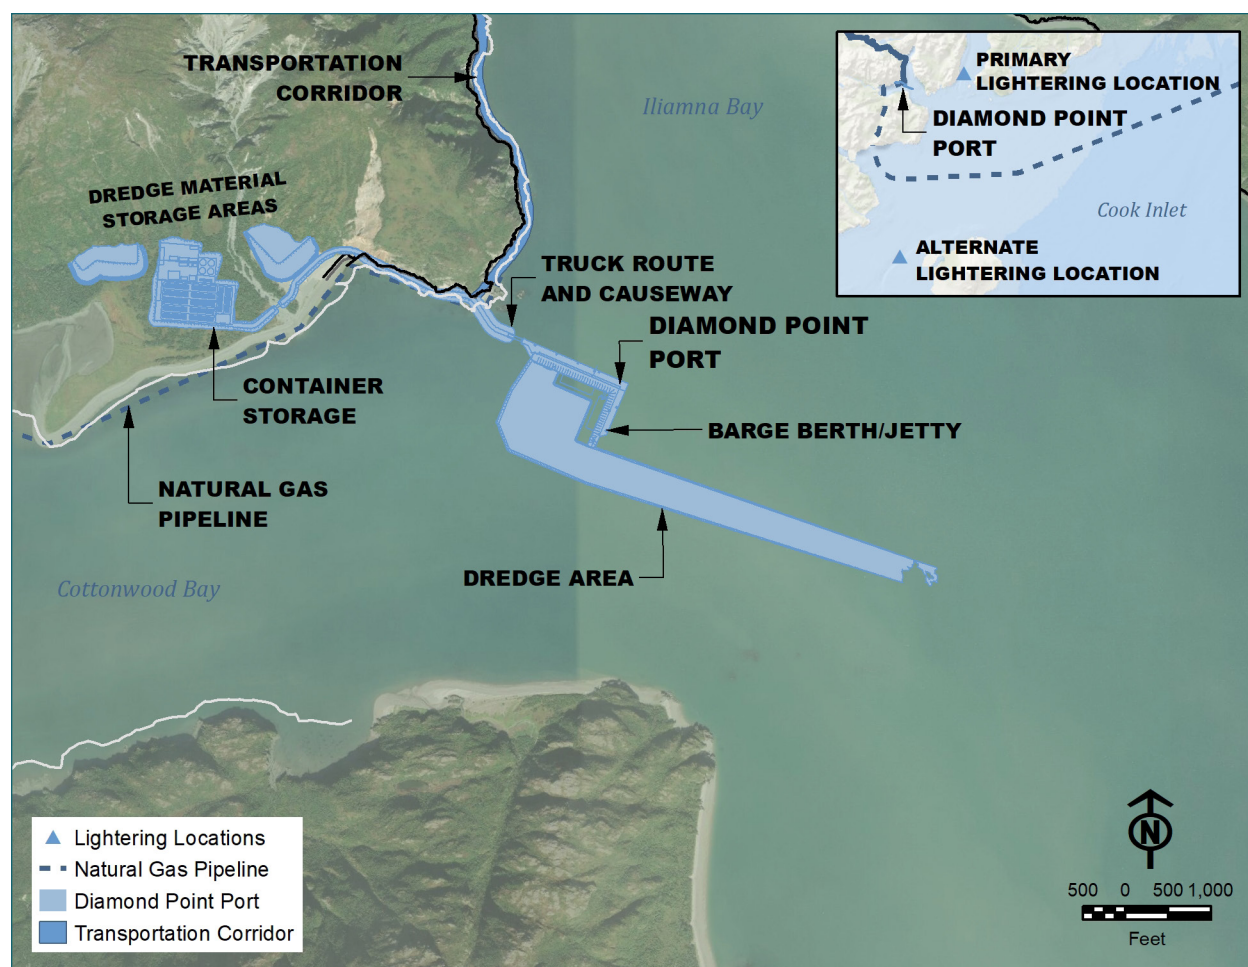 TRANSPORTATION
CORRIDOR
Iliamna Bay
PRIMARY
LIGHTERING LOCATION
DIAMOND POINT
PORT
Cook Inlet
ALTERNATE
LIGHTERING LOCATION
DREDGE MATERIAL
STORAGE AREAS
TRUCK ROUTE
AND CAUSEWAY
DIAMOND POINT
PORT
CONTAINER
STORAGE
BARGE BERTH/JETTY
NATURAL GAS
PIPELINE
DREDGE AREA
Cottonwood Bay
Lightering Locations
Natural Gas Pipeline
Diamond Point Port
Transportation Corridor
N
500 0 500 1,000
Feet